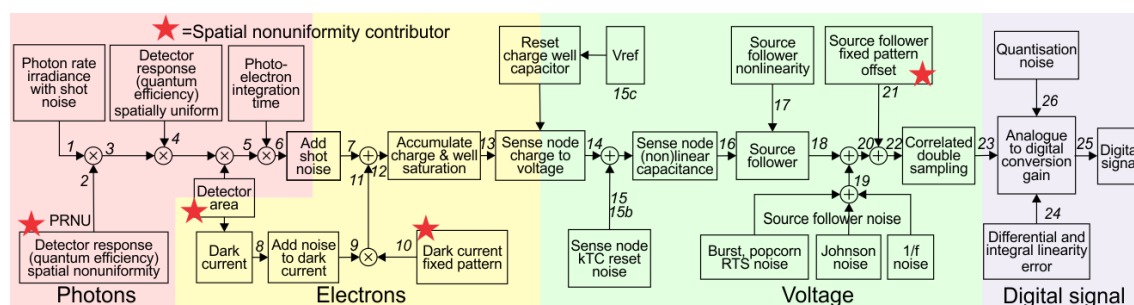 =Spatial nonuniformity contributor
Photon rate
irradiance
with shot
noise
Detector
response
(quantum
efficiency)
spatially uniform
Photo-
electron
integration
time
Reset
charge well
capacitor
Vref
15c
Source
follower
nonlinearity
Source follower
fixed pattern
offset
Quantisation
noise
1
2
3
4
5
6
Add
shot
noise
7
12
11
Accumulate
charge & well
saturation
13
Sense node
charge to
voltage
14
15
15b
Sense node
(non)linear
capacitance
16
17
Source
follower
18
20
21
22
19
Correlated
double
sampling
23
26
Analogue
to digital
conversion
gain
25
Digital
signal
24
PRNU
Detector response
(quantum efficiency)
spatial nonuniformity
Detector
area
Dark
current
8
Add noise
to dark
current
9
10
Dark current
fixed pattern
Sense node
kTC reset
noise
Source follower noise
Burst, popcorn
RTS noise
Johnson
noise
1/f
noise
Differential and
integral linearity
error
Photons
Electrons
Voltage
Digital signal